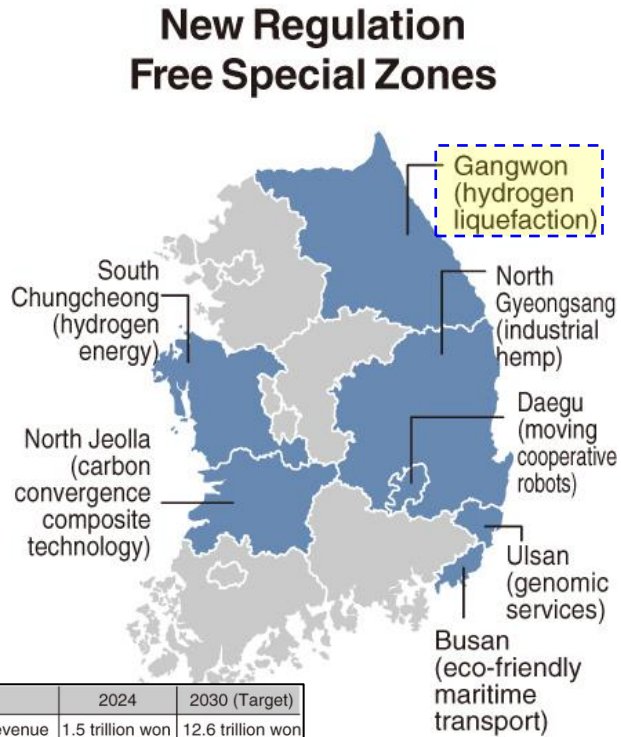 New Regulation
Free Special Zones
Gangwon
(hydrogen
liquefaction)
South
Chungcheong
(hydrogen
energy)
North
Gyeongsang
(industrial
hemp)
Daegu
(moving
cooperative
robots)
North Jeolla
(carbon
convergence
composite
technology)
Ulsan
(genomic
services)
Busan
(eco-friendly
maritime
transport)
2024 2030 (Target)
1.5 trillion won 12.6 trillion won